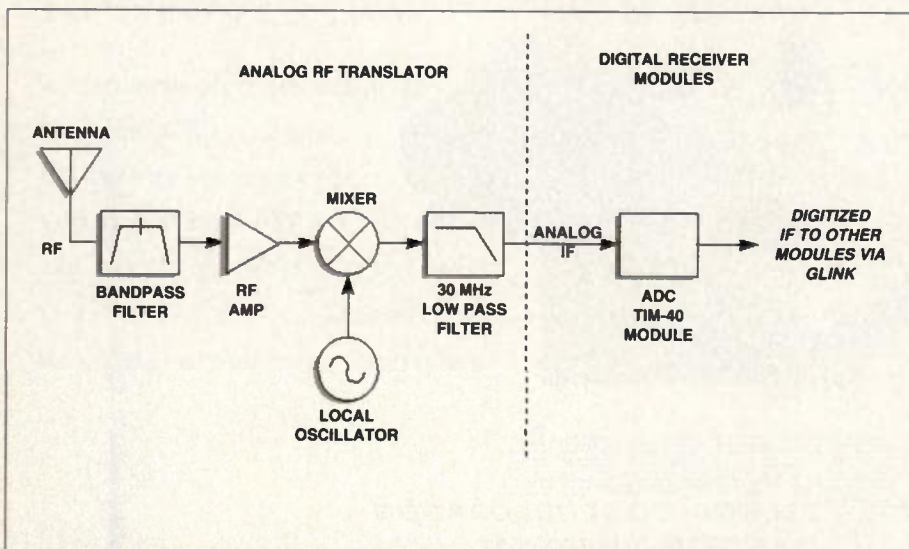 ANALOG RF TRANSLATOR
DIGITAL RECEIVER
MODULES
ANTENNA
RF
BANDPASS
FILTER
RF
AMP
MIXER
LOCAL
OSCILLATOR
30 MHz
LOW PASS
FILTER
ANALOG
IF
ADC
TIM-40
MODULE
DIGITIZED
IF TO OTHER
MODULES VIA
GLINK